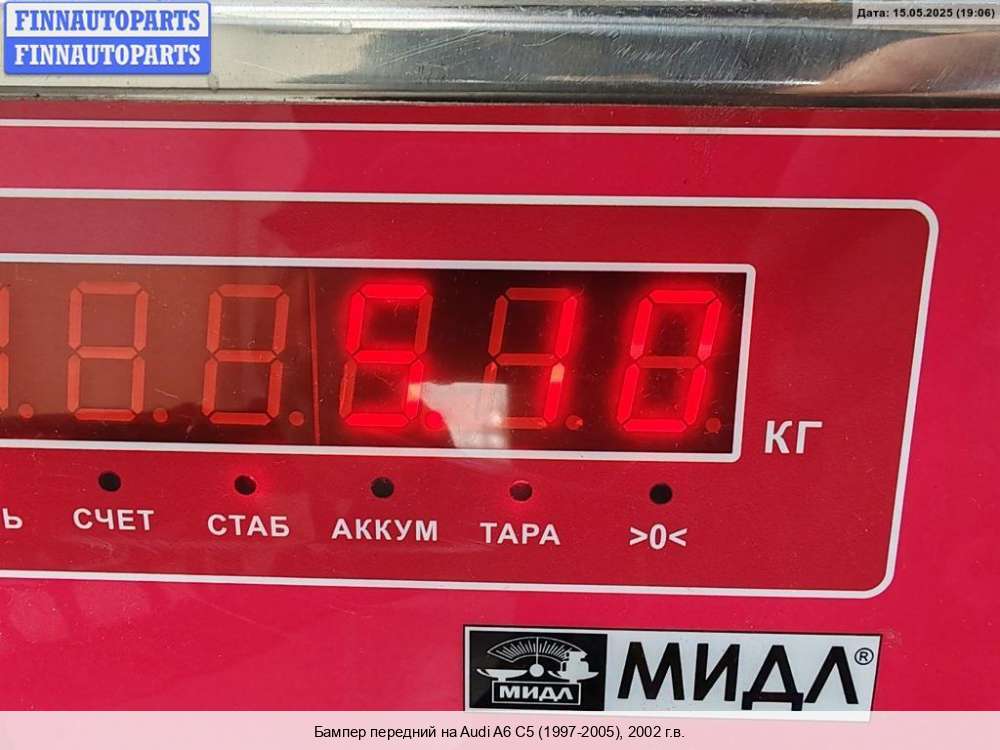 FINNAUTOPARTS
FINNAUTOPARTS
Дата: 15.05.2025 (19:06)
КГ
Ь СЧЕТ СТАБ АККУМ ТАРА >0<
МИДЛ
МИДЛ®
Бампер передний на Audi A6 C5 (1997-2005), 2002 г.в.